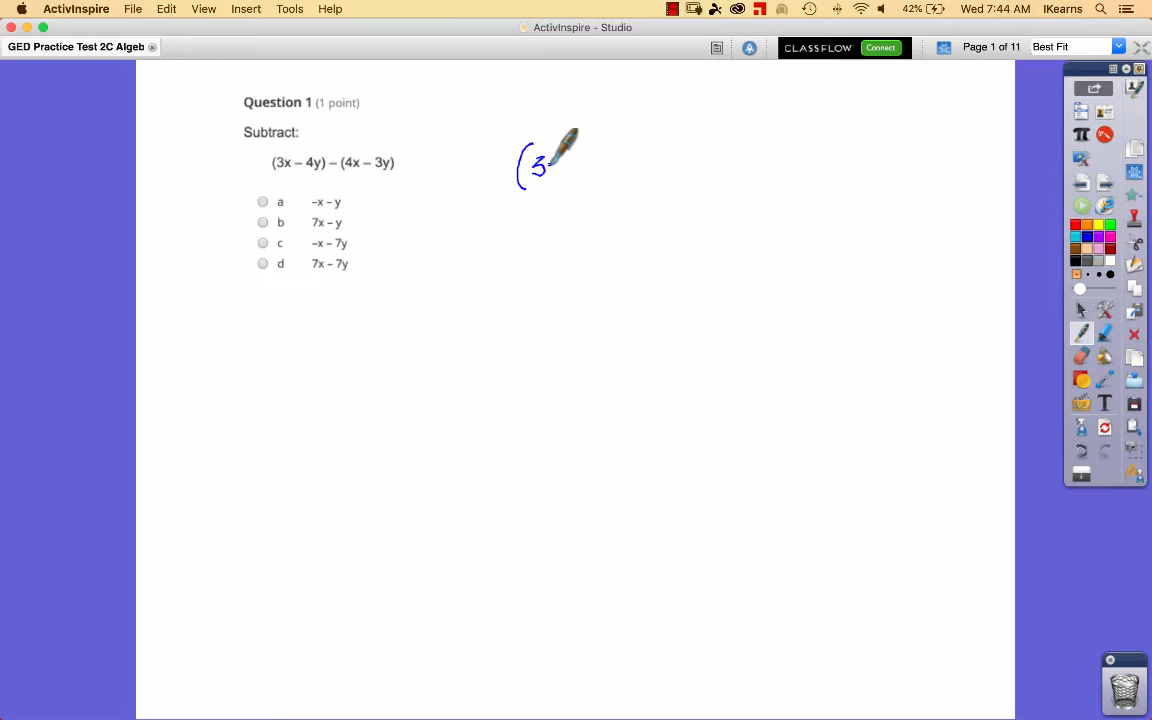 ActivInspire File Edit View Insert Tools Help 42% Wed 7:44 AM IKearns
ActivInspire - Studio
GED Practice Test 2C Algeb CLASSFLOW Connect Page 1 of 11 Best Fit
Question 1 (1 point)
Subtract:
(3x – 4y) – (4x – 3y)
(3
a –x – y
b 7x – y
c –x – 7y
d 7x – 7y